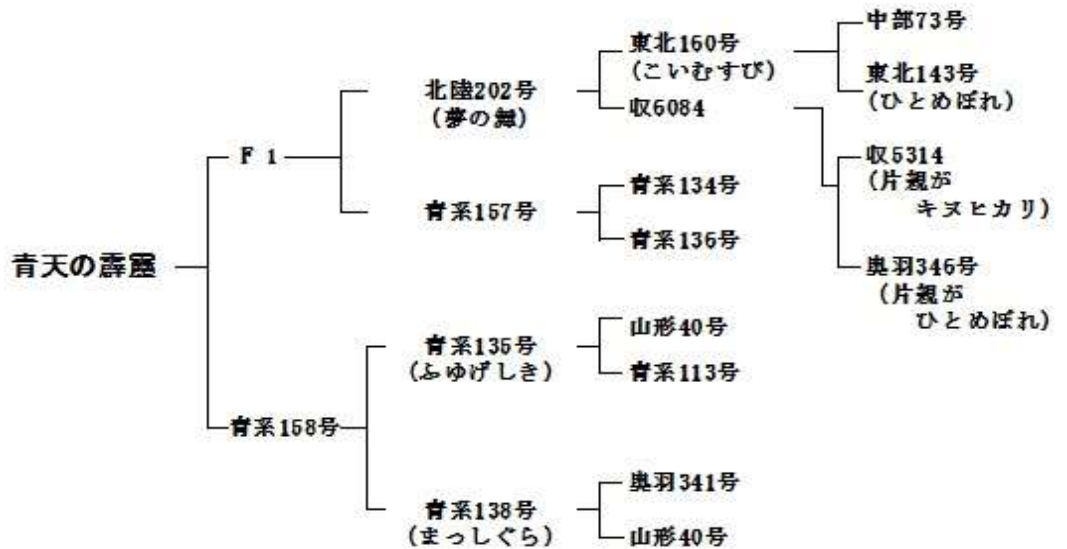 青天の霹靂
F 1
青系158号
北陸202号
(夢の舞)
青系157号
青系135号
(ふゆげしき)
青系138号
(まっしぐら)
東北160号
(こいむすび)
収6084
青系134号
青系136号
山形40号
青系113号
奥羽341号
山形40号
中部73号
東北143号
(ひとめぼれ)
収5314
(片親が
キヌヒカリ)
奥羽346号
(片親が
ひとめぼれ)